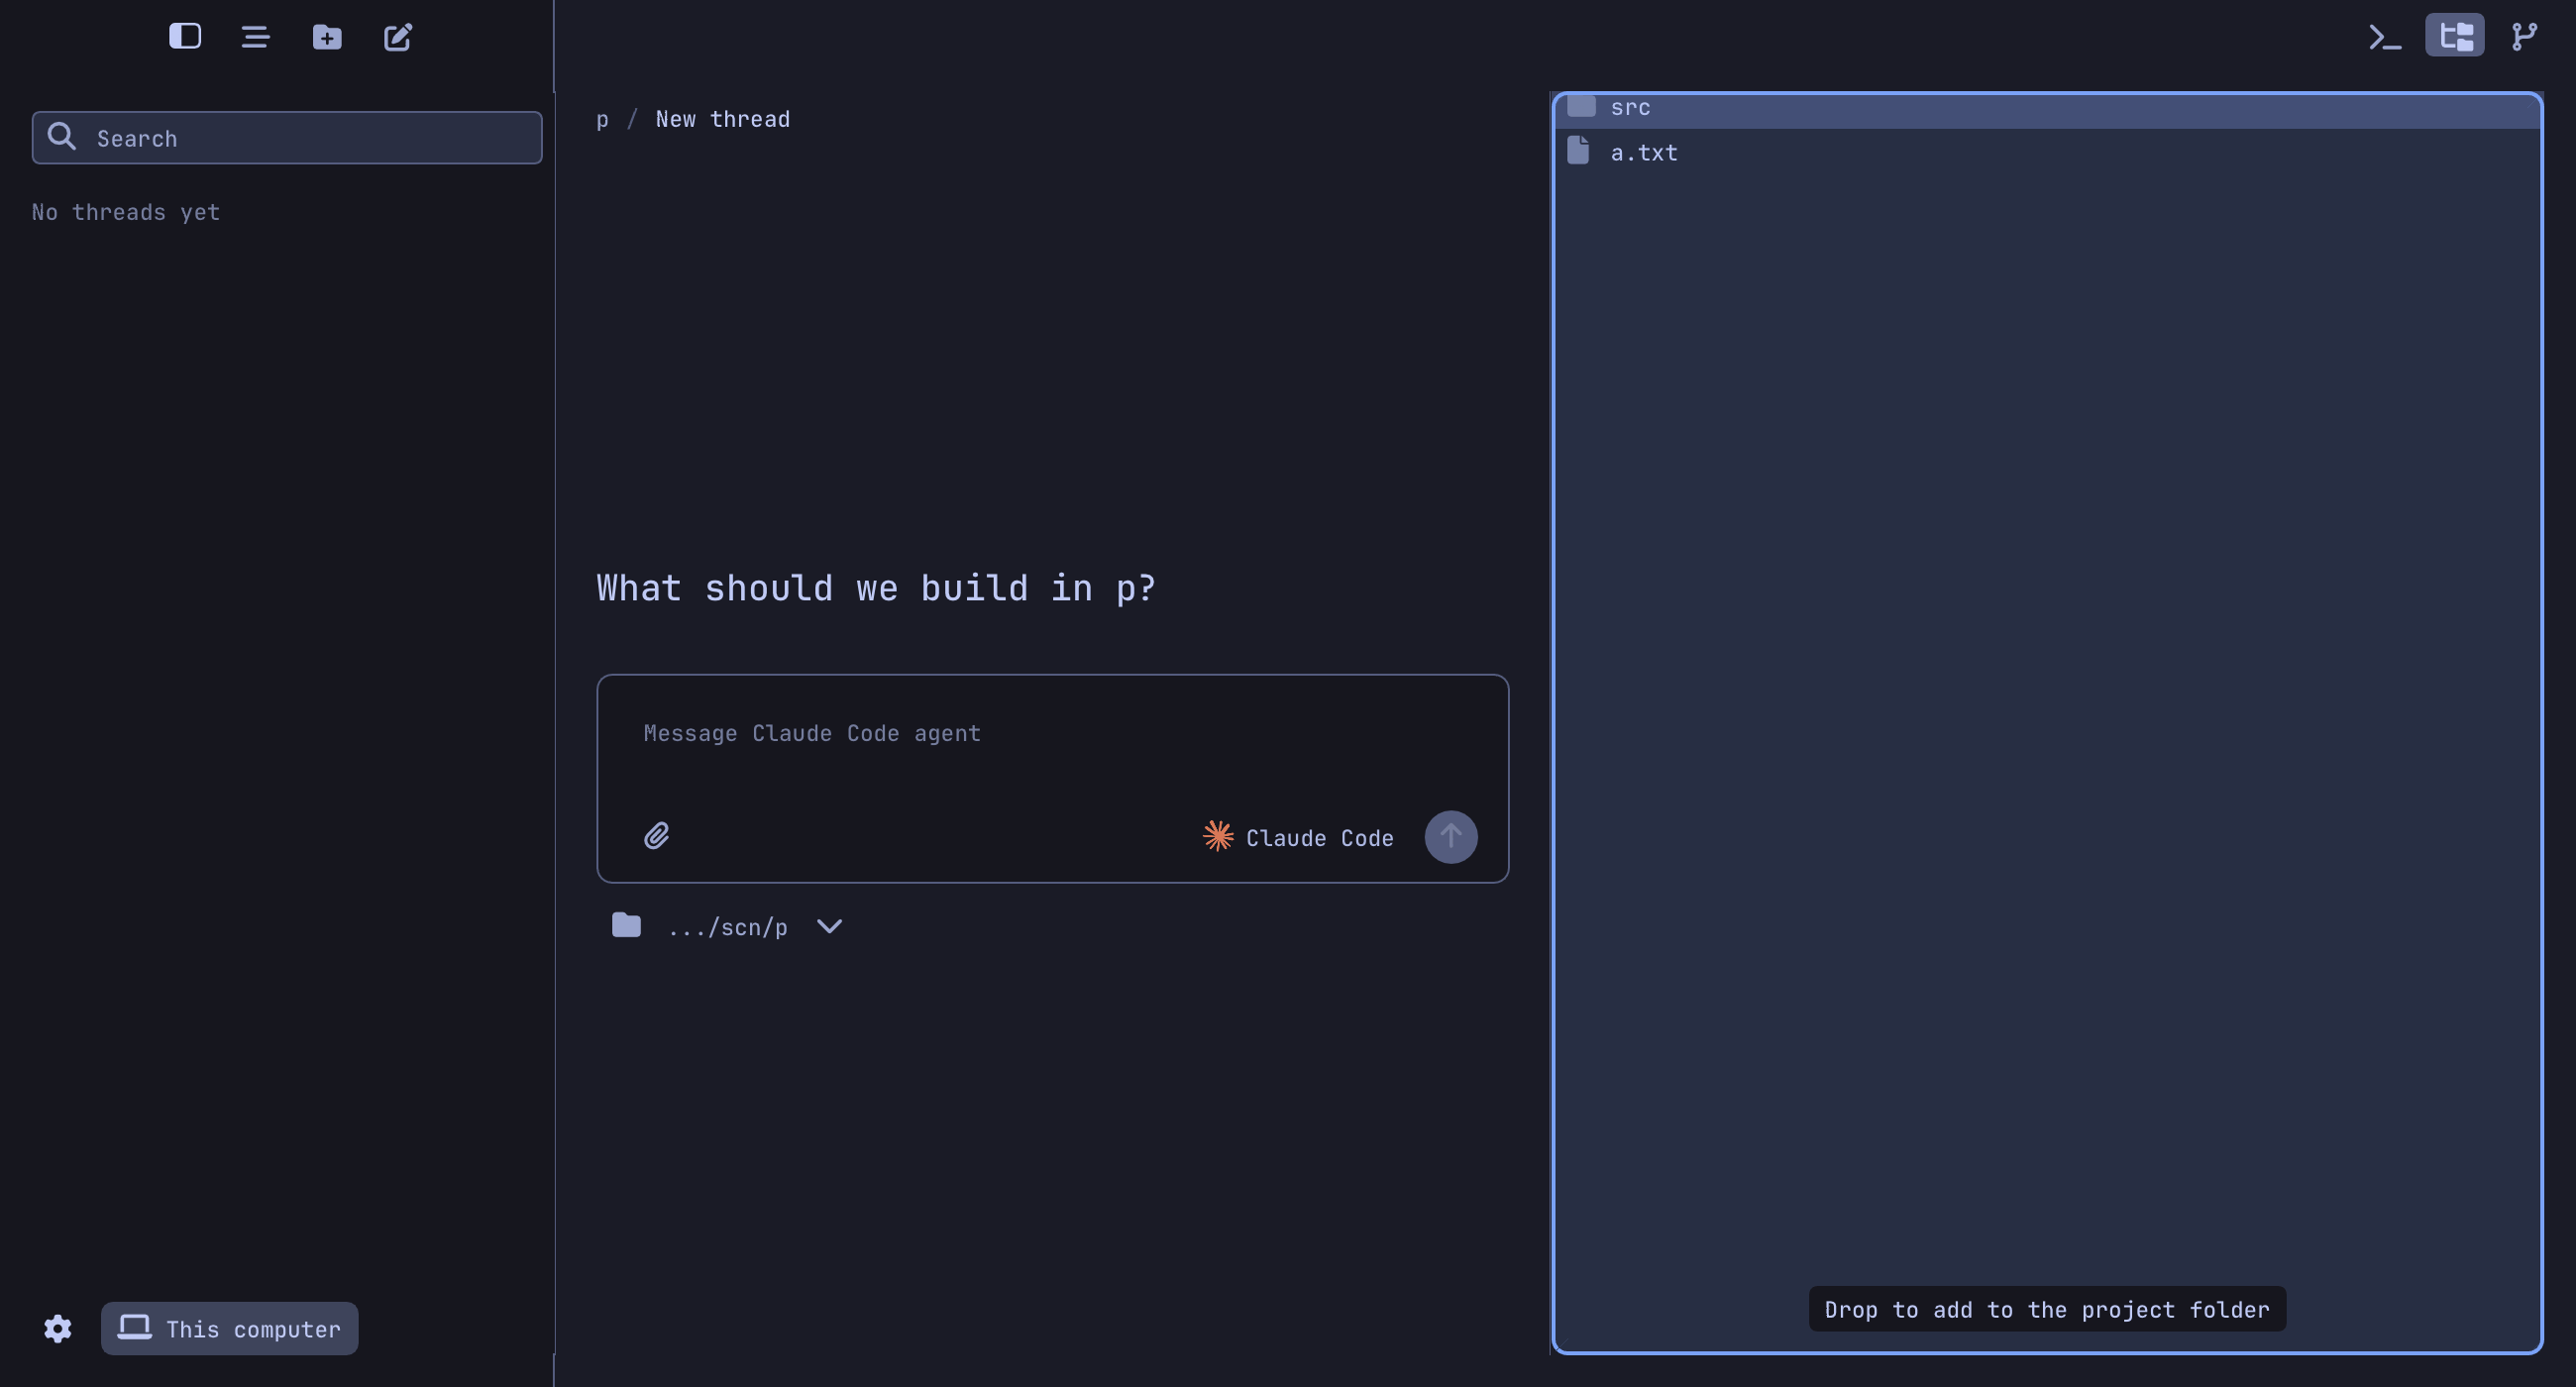 Search
No threads yet
This computer
p / New thread
What should we build in p?
Message Claude Code agent
Claude Code
.../scn/p
src
a.txt
Drop to add to the project folder